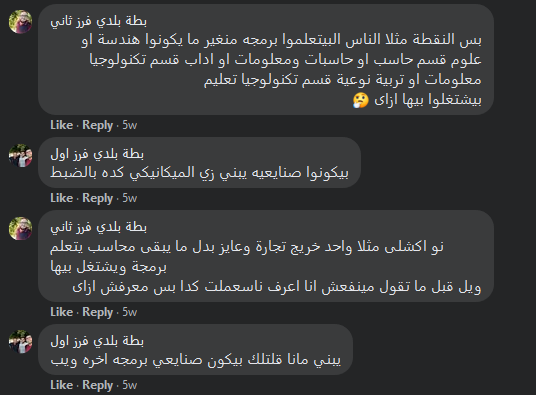 بطة بلدي فرز ثاني
بس النقطة مثلا الناس البيتعلموا برمجه منغير ما يكونوا هندسة او
علوم قسم حاسب او حاسبات ومعلومات او اداب قسم تكنولوجيا
معلومات او تربية نوعية قسم تكنولوجيا تعليم
بيشتغلوا بيها ازاى 🤔
Like · Reply · 5w
بطة بلدي فرز اول
بيكونوا صنايعيه يبني زي الميكانيكي كده بالضبط
Like · Reply · 5w
بطة بلدي فرز ثاني
نو اكشلى مثلا واحد خريج تجارة وعايز بدل ما يبقى محاسب يتعلم
برمجة ويشتغل بيها
ويل قبل ما تقول مينفعش انا اعرف ناسعملت كدا بس معرفش ازاى
Like · Reply · 5w
بطة بلدي فرز اول
يبني مانا قلتلك بيكون صنايعي برمجه اخره ويب
Like · Reply · 5w